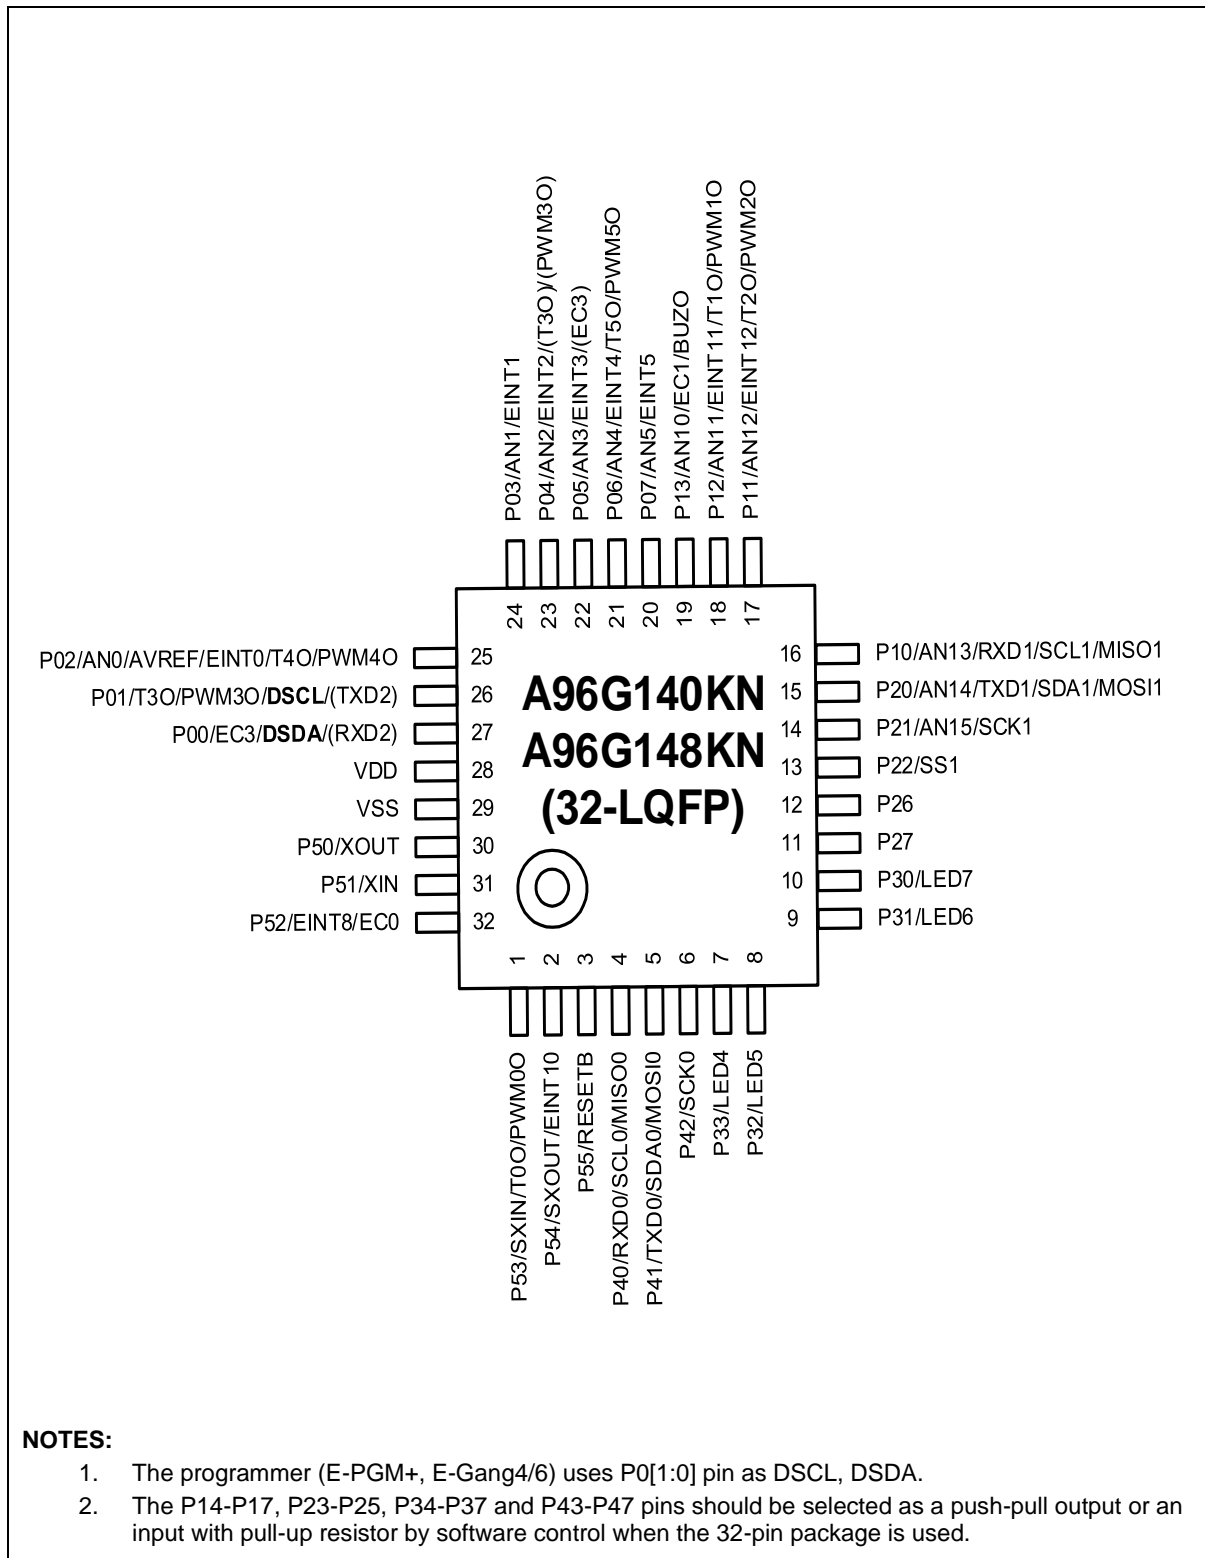 P03/AN1/EINT1
P04/AN2/EINT2/(T3O)/(PWM3O)
P05/AN3/EINT3/(EC3)
P06/AN4/EINT4/T5O/PWM5O
P07/AN5/EINT5
P13/AN10/EC1/BUZO
P12/AN11/EINT11/T1O/PWM1O
P11/AN12/EINT12/T2O/PWM2O
24
23
22
21
20
19
18
17
P02/AN0/AVREF/EINT0/T4O/PWM4O
25
P01/T3O/PWM3O/DSCL/(TXD2)
26
P00/EC3/DSDA/(RXD2)
27
VDD
28
VSS
29
P50/XOUT
30
P51/XIN
31
P52/EINT8/EC0
32
A96G140KN
A96G148KN
(32-LQFP)
16
P10/AN13/RXD1/SCL1/MISO1
15
P20/AN14/TXD1/SDA1/MOSI1
14
P21/AN15/SCK1
13
P22/SS1
12
P26
11
P27
10
P30/LED7
9
P31/LED6
1
2
3
4
5
6
7
8
P53/SXIN/T0O/PWM0O
P54/SXOUT/EINT10
P55/RESETB
P40/RXD0/SCL0/MISO0
P41/TXD0/SDA0/MOSI0
P42/SCK0
P33/LED4
P32/LED5
NOTES:
1. The programmer (E-PGM+, E-Gang4/6) uses P0[1:0] pin as DSCL, DSDA.
2. The P14-P17, P23-P25, P34-P37 and P43-P47 pins should be selected as a push-pull output or an
input with pull-up resistor by software control when the 32-pin package is used.